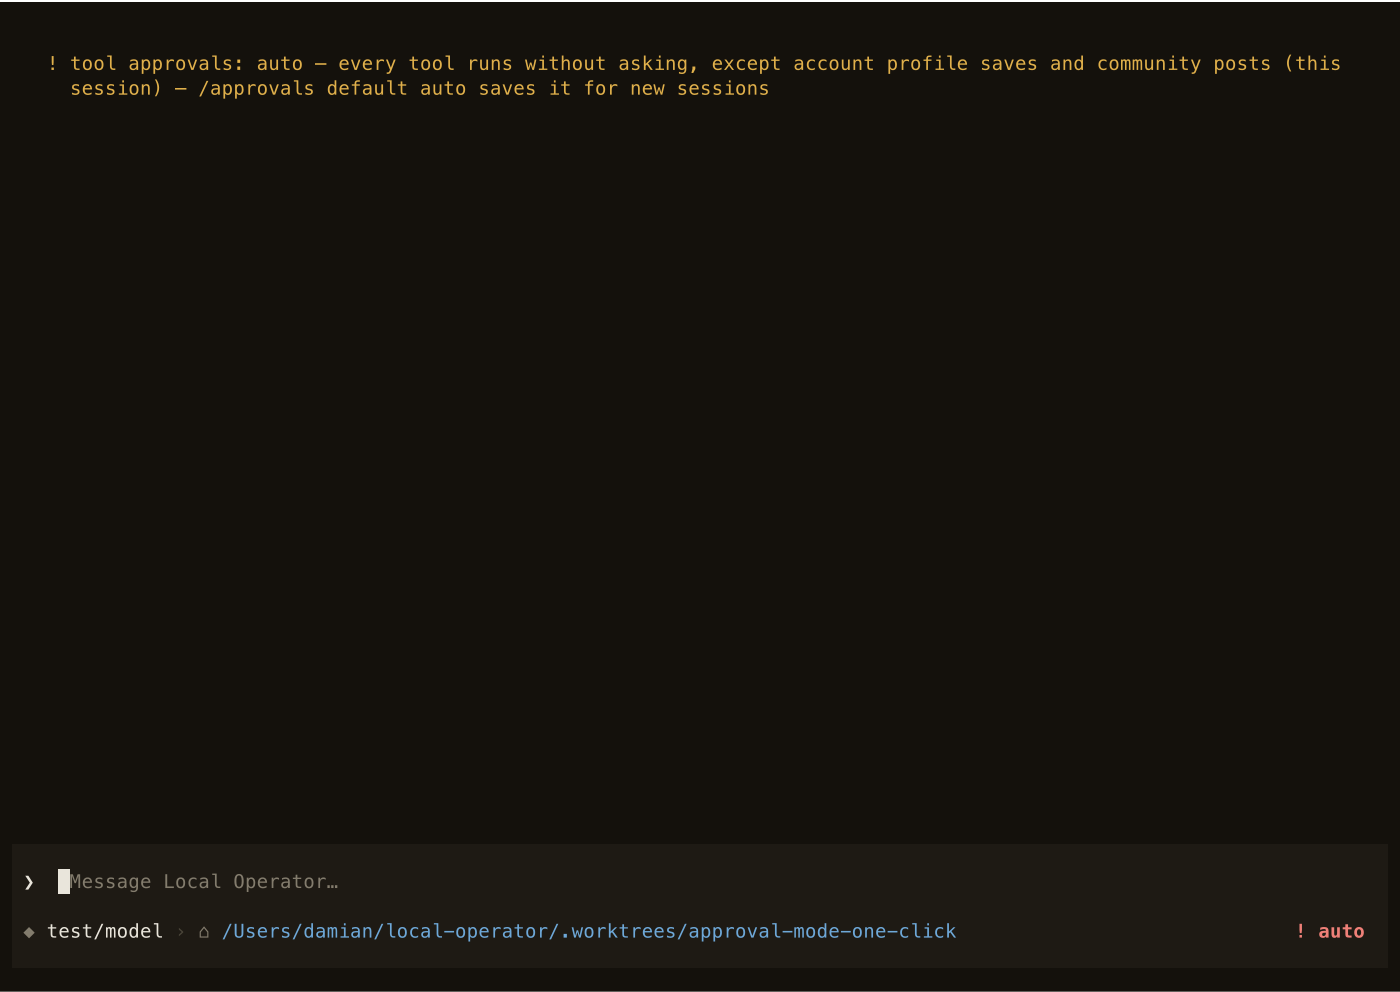 ! tool approvals: auto — every tool runs without asking, except account profile saves and community posts (this
session) — /approvals default auto saves it for new sessions
❯ Message Local Operator…
◆ test/model › ⌂ /Users/damian/local-operator/.worktrees/approval-mode-one-click ! auto